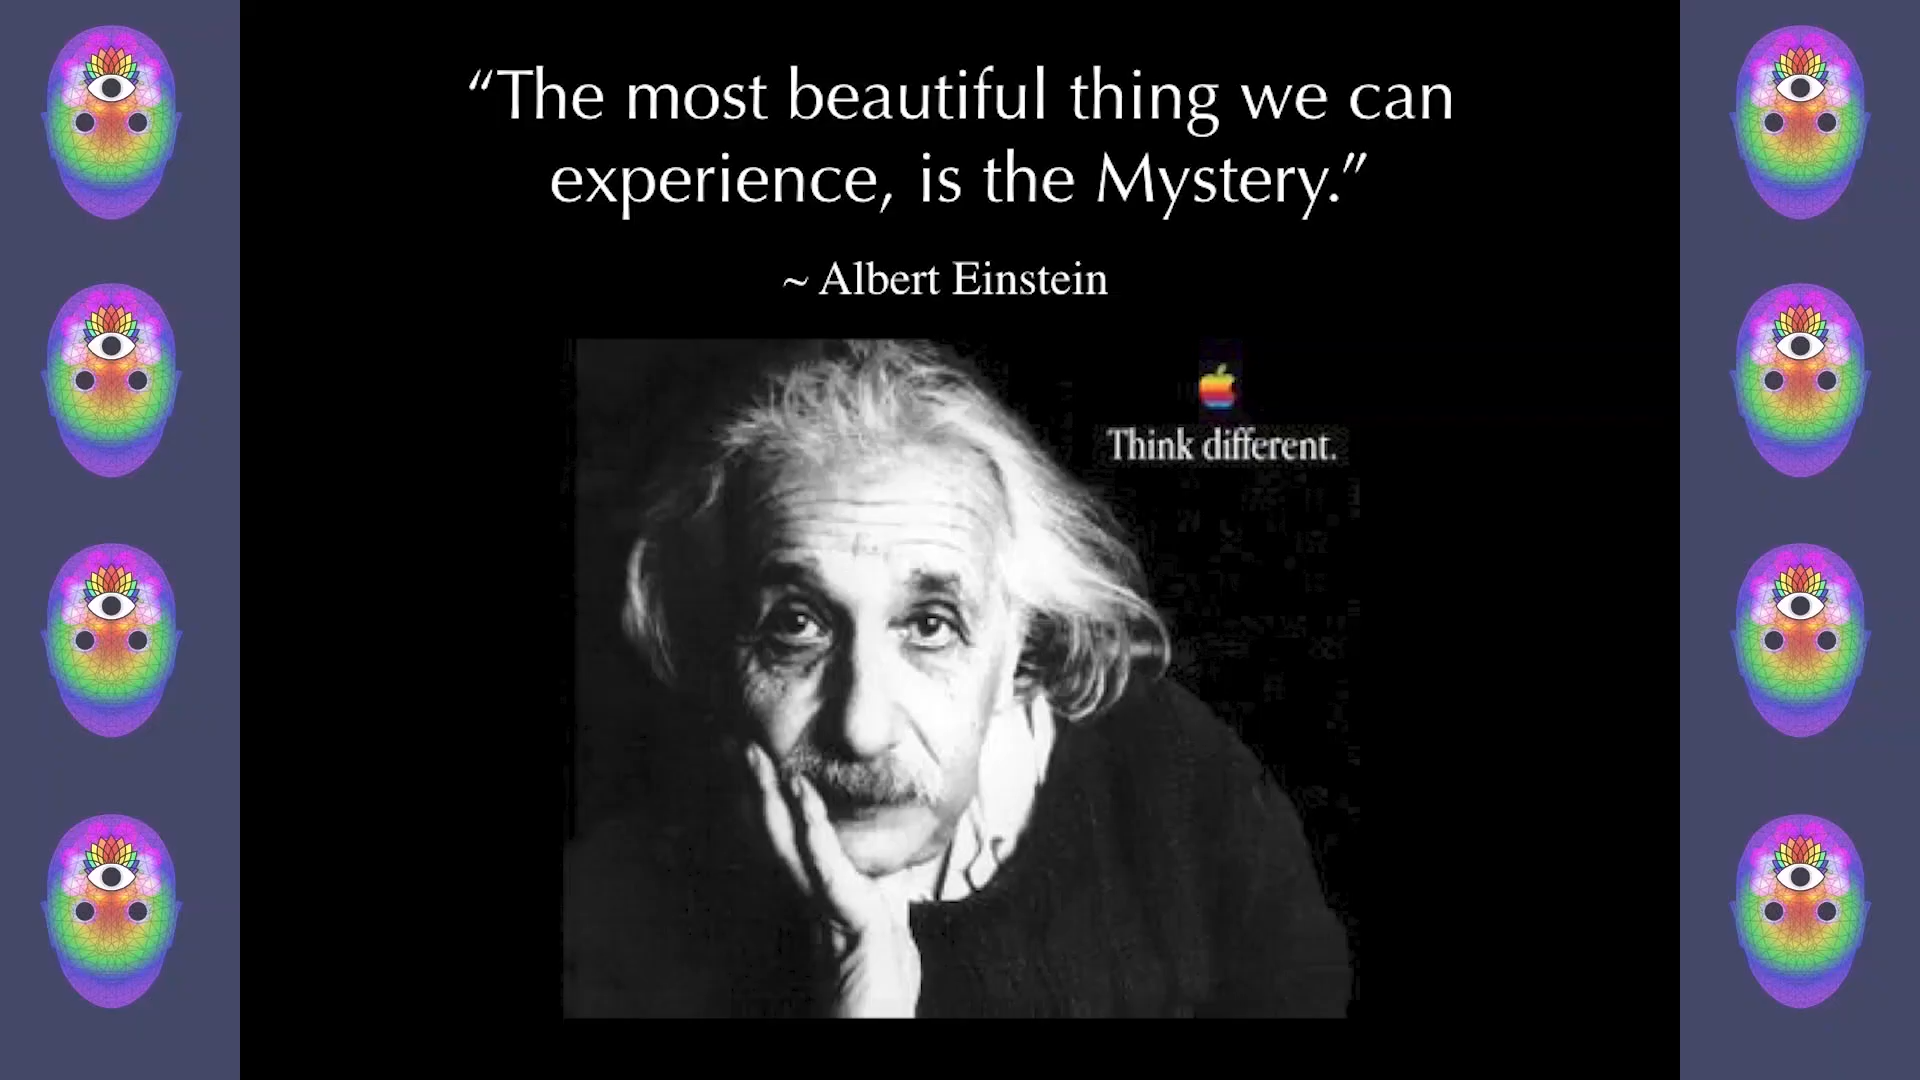 “The most beautiful thing we can
experience, is the Mystery.”
~ Albert Einstein
Think different.